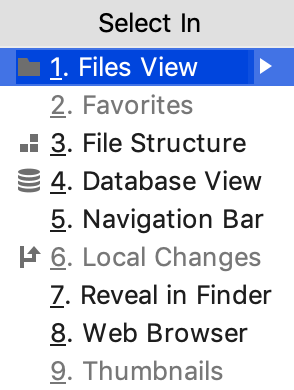 Select In
1. Files View
2. Favorites
3. File Structure
4. Database View
5. Navigation Bar
6. Local Changes
7. Reveal in Finder
8. Web Browser
9. Thumbnails